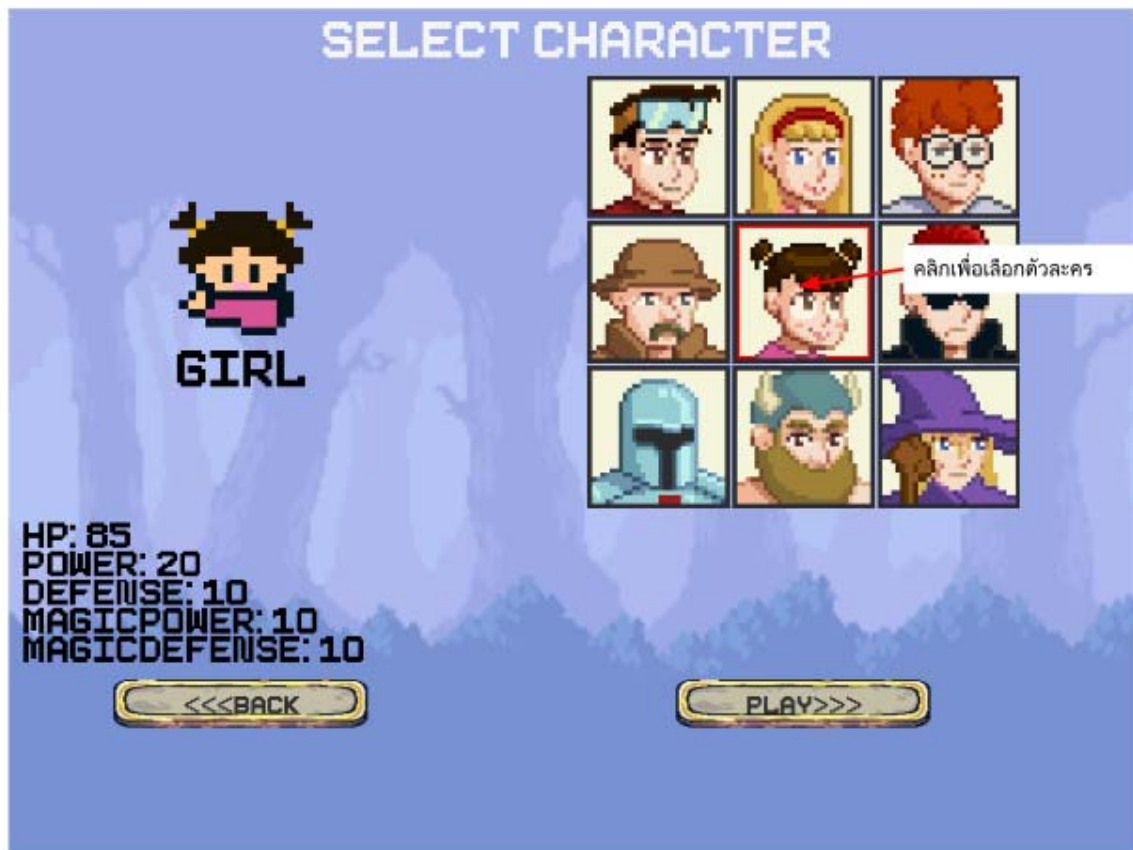 SELECT CHARACTER
คลิกเพื่อเลือกตัวละคร
GIRL
HP: 85
POWER: 20
DEFENSE: 10
MAGICPOWER: 10
MAGICDEFENSE: 10
<<<BACK
PLAY>>>